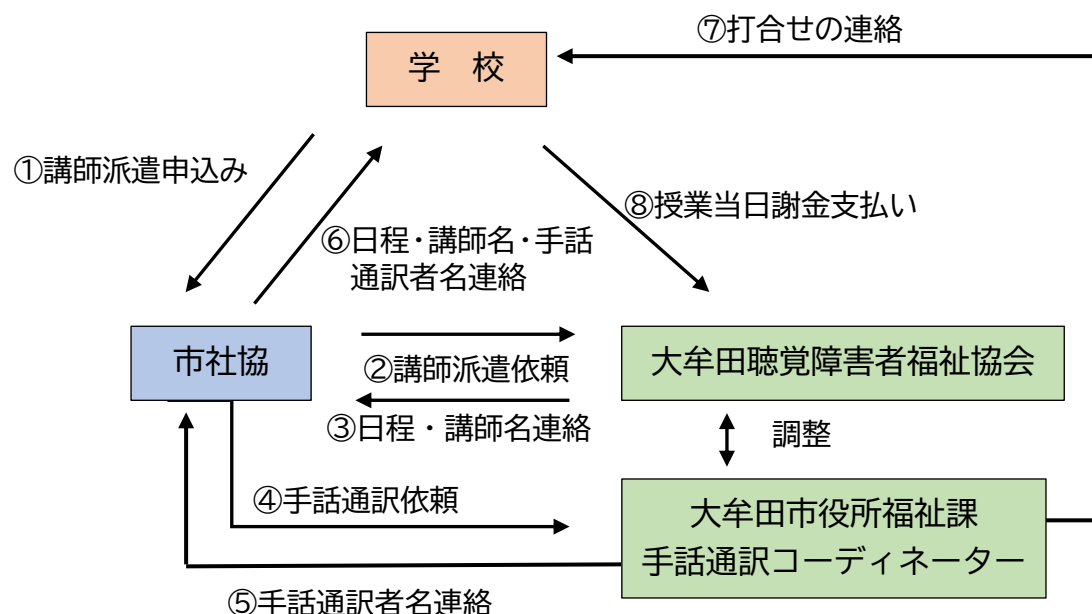 ⑦打合せの連絡
学　校
①講師派遣申込み
⑧授業当日謝金支払い
⑥日程・講師名・手話
通訳者名連絡
市社協
②講師派遣依頼
大牟田聴覚障害者福祉協会
③日程・講師名連絡
調整
④手話通訳依頼
大牟田市役所福祉課
手話通訳コーディネーター
⑤手話通訳者名連絡